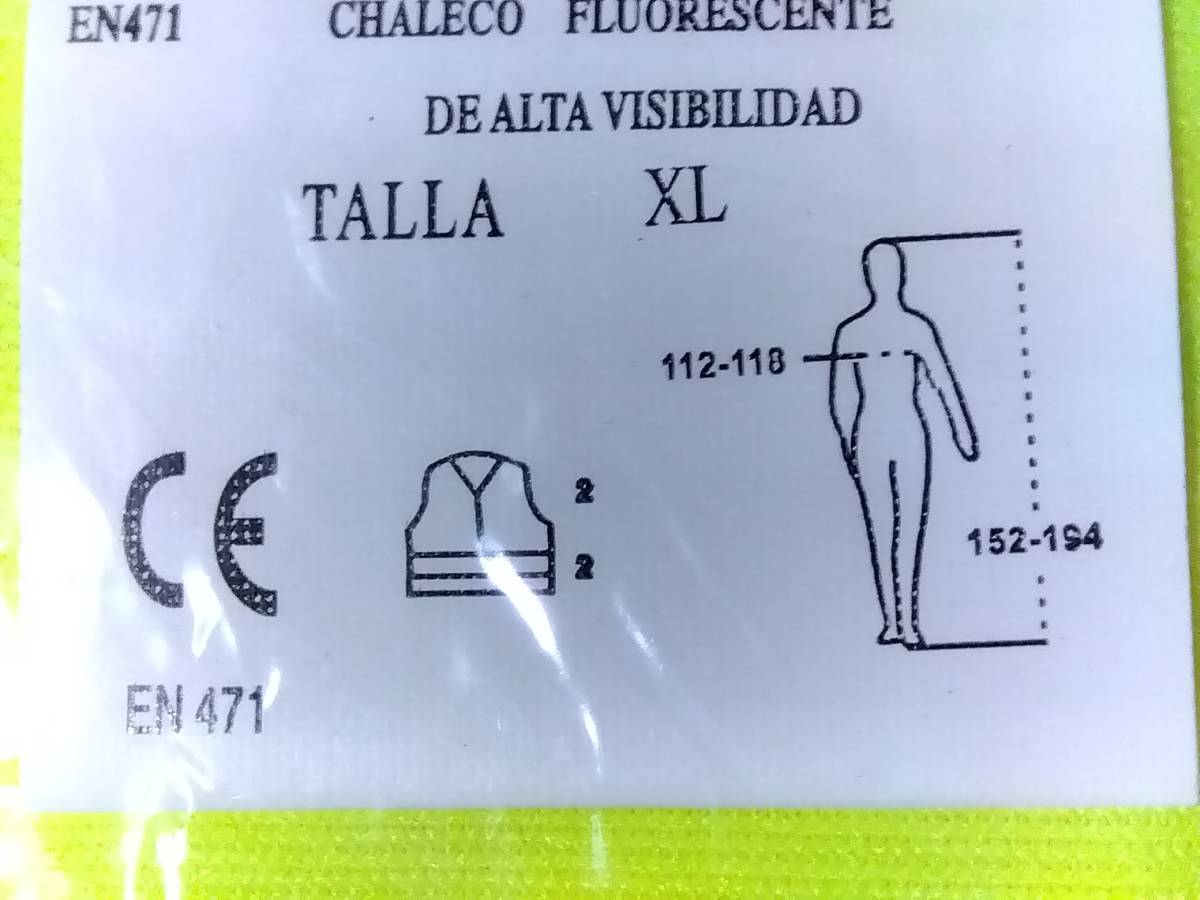 EN471 CHALECO FLUORESCENTE
DE ALTA VISIBILIDAD
TALLA XL
112-118
CE
2
2
152-194
EN 471